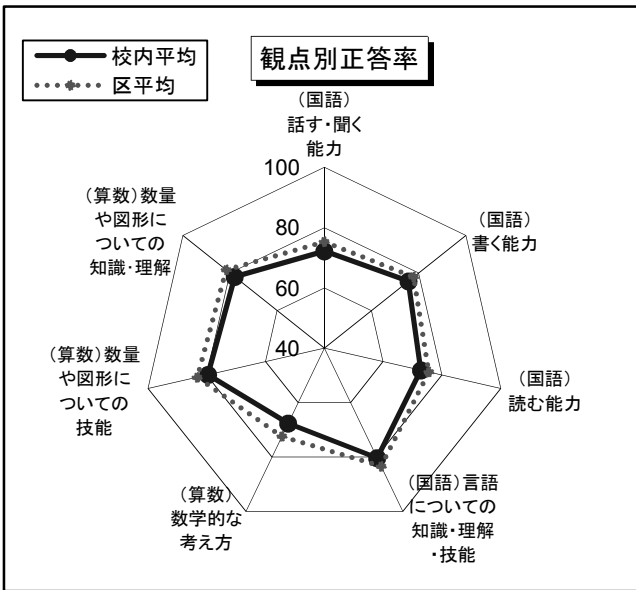 校内平均
区平均
観点別正答率
(国語)
話す・聞く
能力
(国語)
書く能力
(国語)
読む能力
(国語)言語
についての
知識・理解
・技能
(算数)
数学的な
考え方
(算数)数量
や図形に
ついての
技能
(算数)数量
や図形に
ついての
知識・理解
100
80
60
40